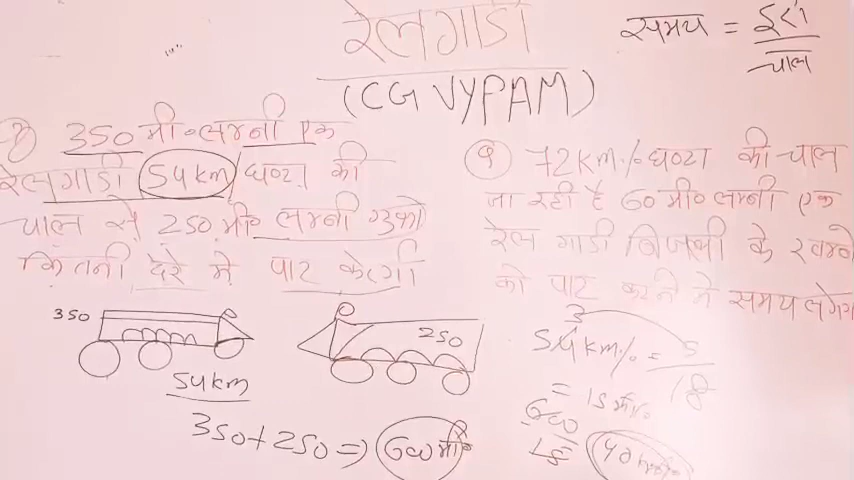 रेलगाडी
(CG VYPAM)
समय = दुरी / चाल
350 मी० लम्बी एक
रेलगाडी 54km/घण्टा की
चाल से 250 मी० लम्बी
कितनी देरे में पार करेगी
350
250
54km
350+250=) 600 मी०
72km./घण्टा की चाल
जा रही है 60 मी० लम्बी एक
रेल गाडी बिजली के खम्बे
को पार करने में समय लगेगा
54km/ = 5/18
3
= 15
600
15
40